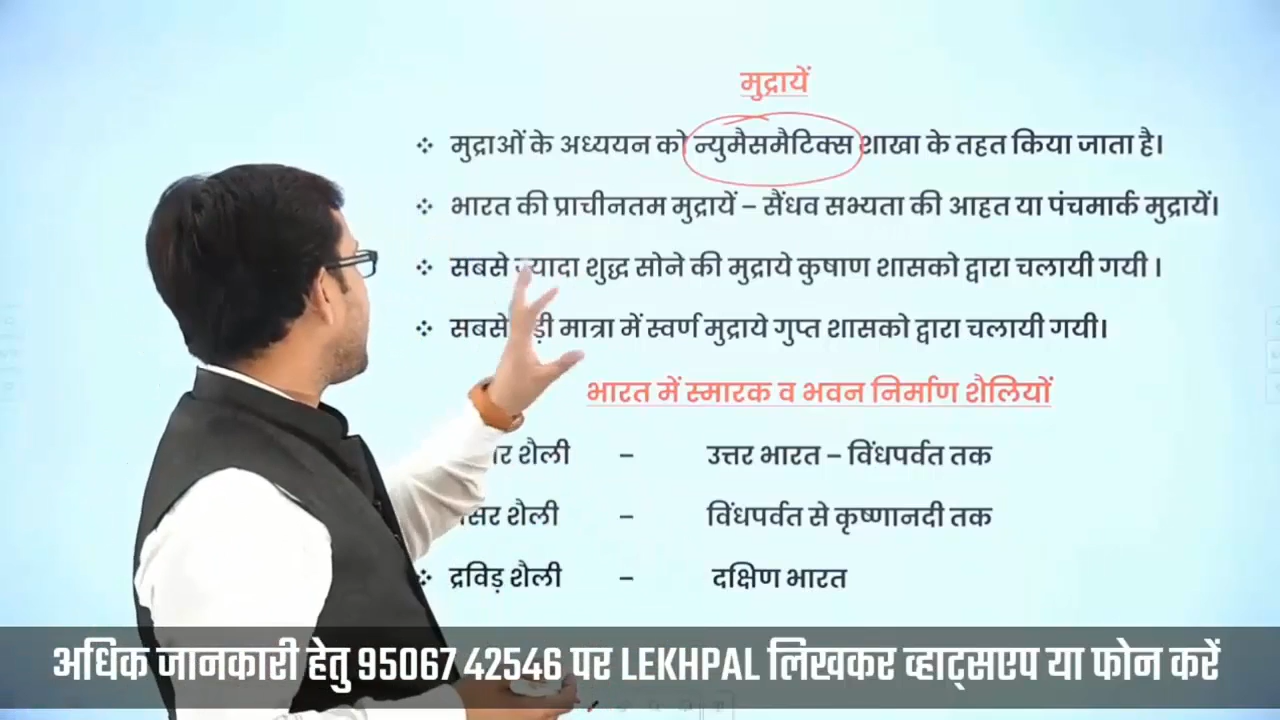 मुद्रायें
मुद्राओं के अध्ययन को न्युमैसमैटिक्स शाखा के तहत किया जाता है।
भारत की प्राचीनतम मुद्रायें – सैंधव सभ्यता की आहत या पंचमार्क मुद्रायें।
सबसे शुद्ध सोने की मुद्राये कुषाण शासको द्वारा चलायी गयी ।
सबसे मात्रा में स्वर्ण मुद्राये गुप्त शासको द्वारा चलायी गयी।
भारत में स्मारक व भवन निर्माण शैलियों
शैली – उत्तर भारत – विंधपर्वत तक
शैली – विंधपर्वत से कृष्णानदी तक
द्रविड़ शैली – दक्षिण भारत
अधिक जानकारी हेतु 95067 42546 पर LEKHPAL लिखकर व्हाट्सएप या फोन करें